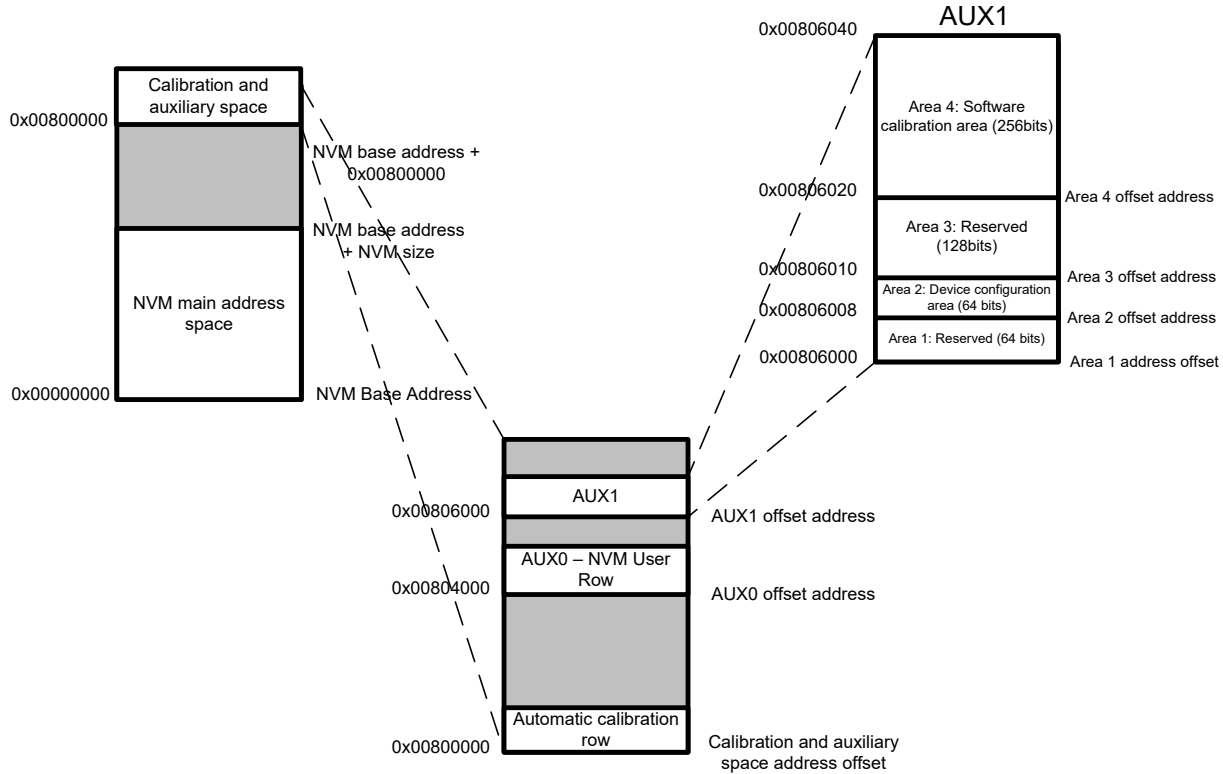 AUX1
0x00806040
Calibration and
auxiliary space
0x00800000
NVM base address +
0x00800000
NVM base address
+ NVM size
NVM main address
space
0x00000000
NVM Base Address
Area 4: Software
calibration area (256bits)
0x00806020
Area 4 offset address
Area 3: Reserved
(128bits)
0x00806010
Area 3 offset address
Area 2: Device configuration
area (64 bits)
0x00806008
Area 2 offset address
Area 1: Reserved (64 bits)
0x00806000
Area 1 address offset
AUX1
0x00806000
AUX1 offset address
AUX0 – NVM User
Row
0x00804000
AUX0 offset address
Automatic calibration
row
0x00800000
Calibration and auxiliary
space address offset